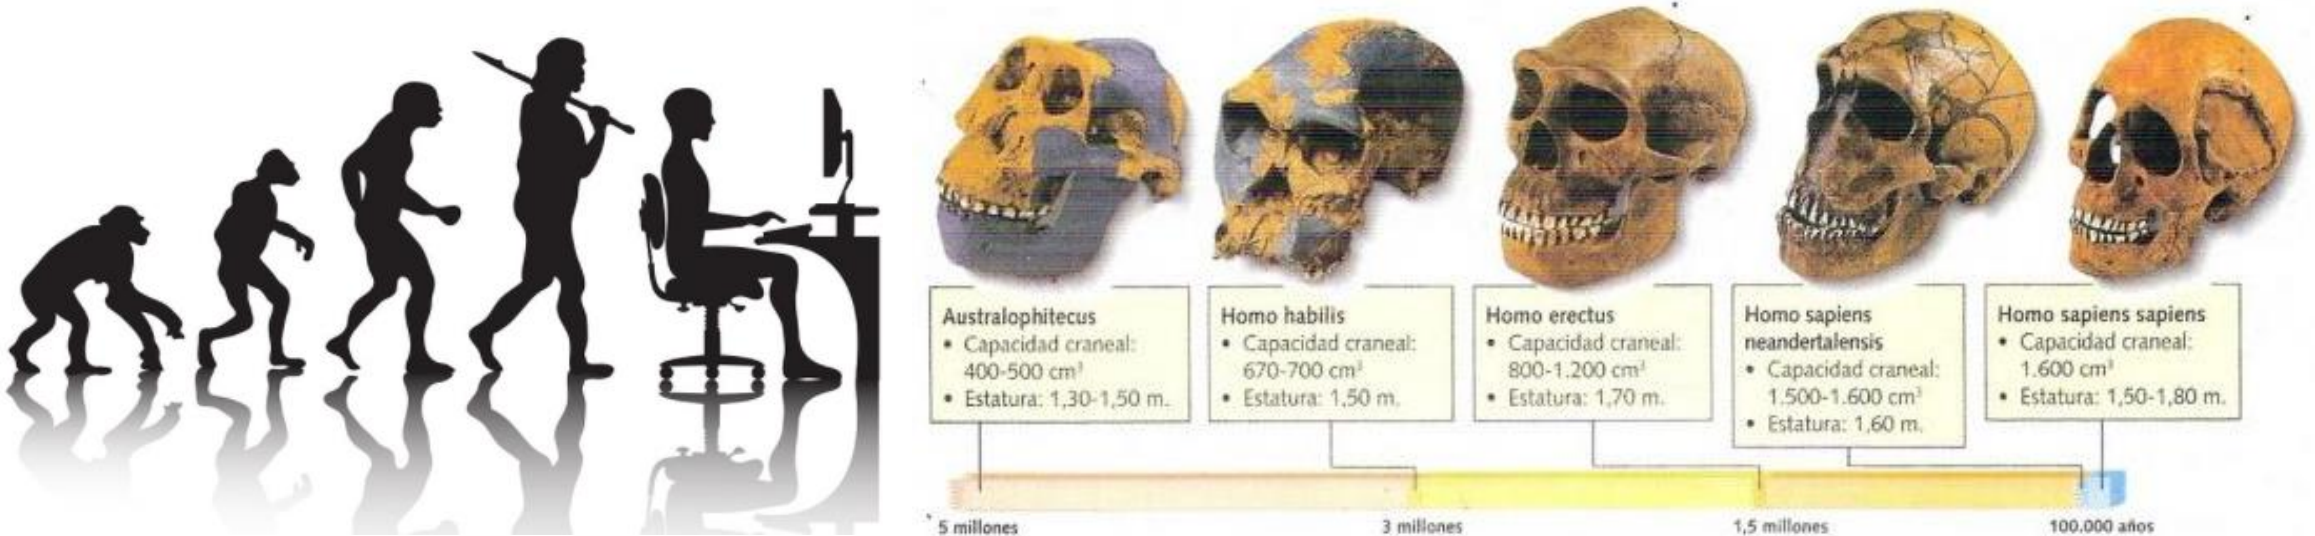 Australophitecus
• Capacidad craneal:
400-500 cm³
• Estatura: 1,30-1,50 m.
Homo habilis
• Capacidad craneal:
670-700 cm³
• Estatura: 1,50 m.
Homo erectus
• Capacidad craneal:
800-1.200 cm³
• Estatura: 1,70 m.
Homo sapiens
neandertalensis
• Capacidad craneal:
1.500-1.600 cm³
• Estatura: 1,60 m.
Homo sapiens sapiens
• Capacidad craneal:
1.600 cm³
• Estatura: 1,50-1,80 m.
5 millones
3 millones
1,5 millones
100.000 años